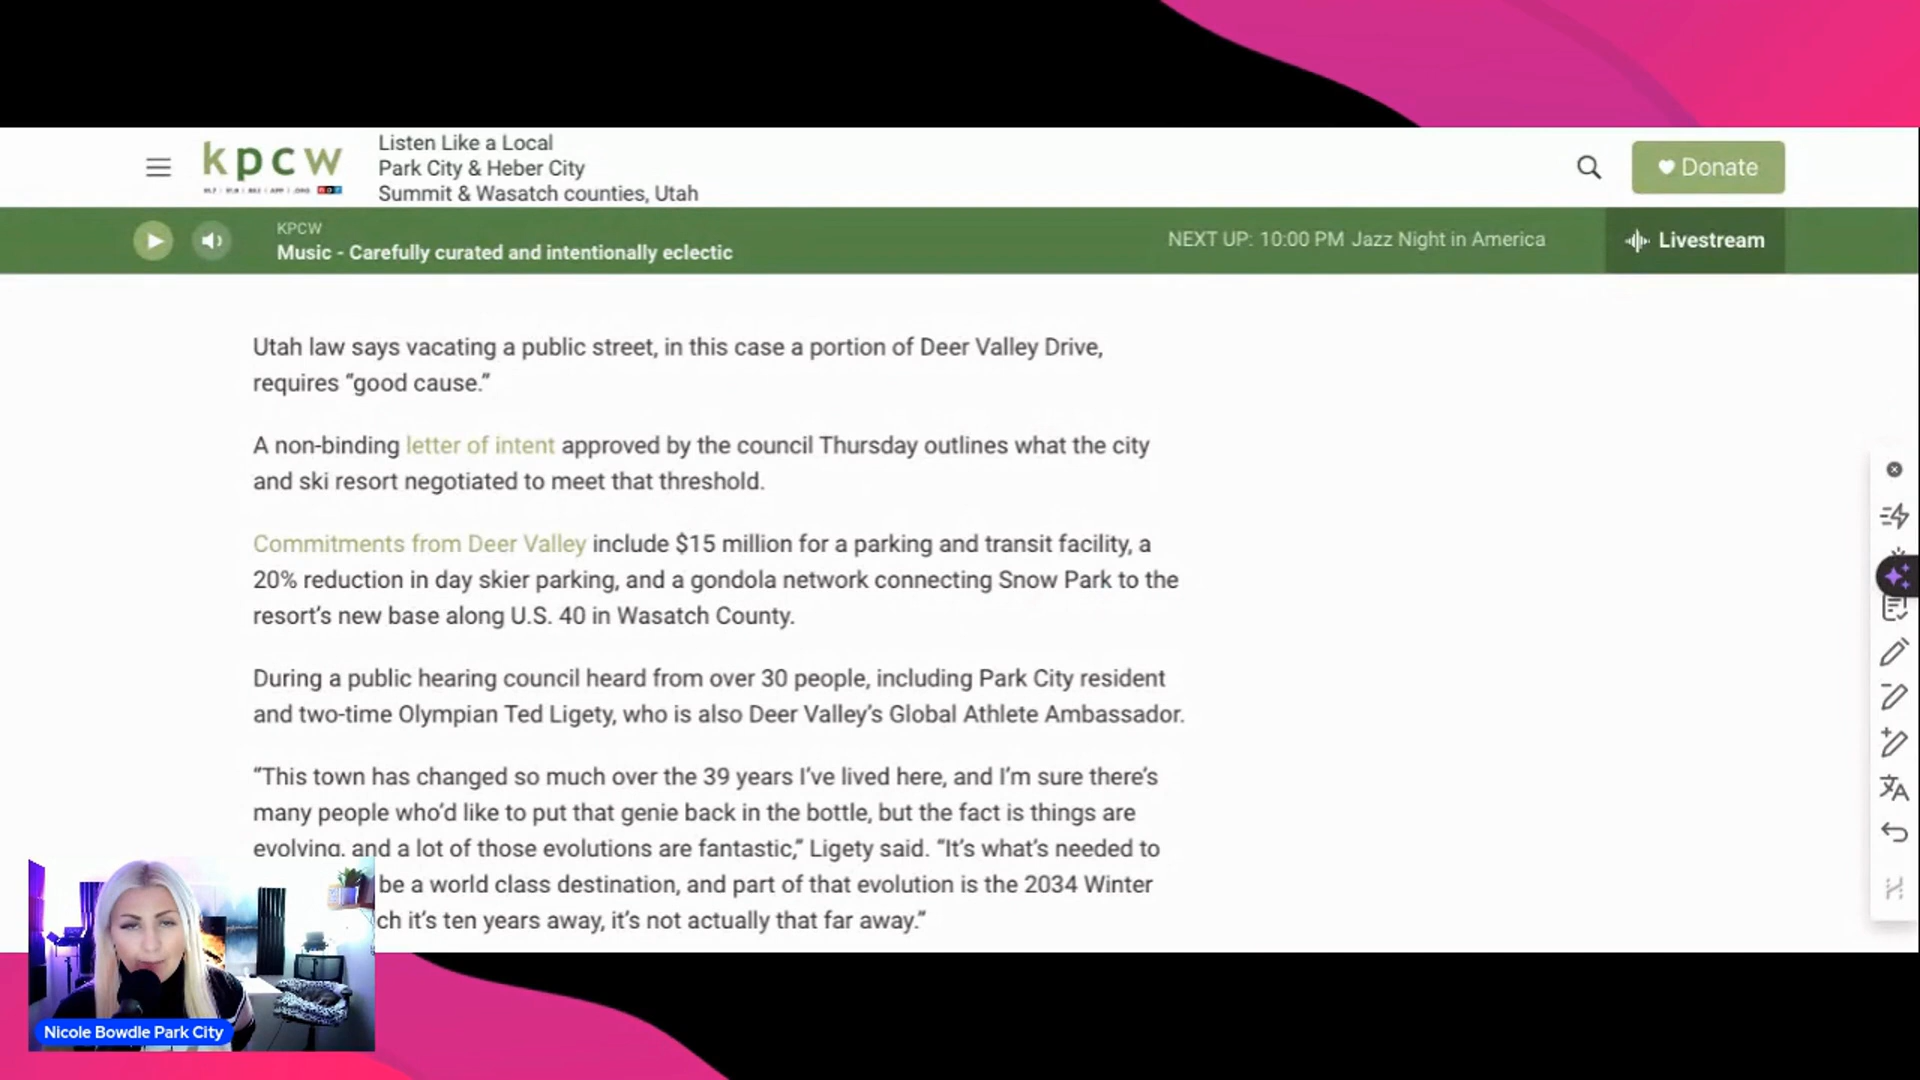 kpcw
Listen Like a Local
Park City & Heber City
Summit & Wasatch counties, Utah
Donate
KPCW
Music - Carefully curated and intentionally eclectic
NEXT UP: 10:00 PM Jazz Night in America
Livestream
Utah law says vacating a public street, in this case a portion of Deer Valley Drive,
requires “good cause.”
A non-binding letter of intent approved by the council Thursday outlines what the city
and ski resort negotiated to meet that threshold.
Commitments from Deer Valley include $15 million for a parking and transit facility, a
20% reduction in day skier parking, and a gondola network connecting Snow Park to the
resort’s new base along U.S. 40 in Wasatch County.
During a public hearing council heard from over 30 people, including Park City resident
and two-time Olympian Ted Ligety, who is also Deer Valley’s Global Athlete Ambassador.
“This town has changed so much over the 39 years I’ve lived here, and I’m sure there’s
many people who’d like to put that genie back in the bottle, but the fact is things are
evolving, and a lot of those evolutions are fantastic,” Ligety said. “It’s what’s needed to
be a world class destination, and part of that evolution is the 2034 Winter
ch it’s ten years away, it’s not actually that far away.”
Nicole Bowdle Park City